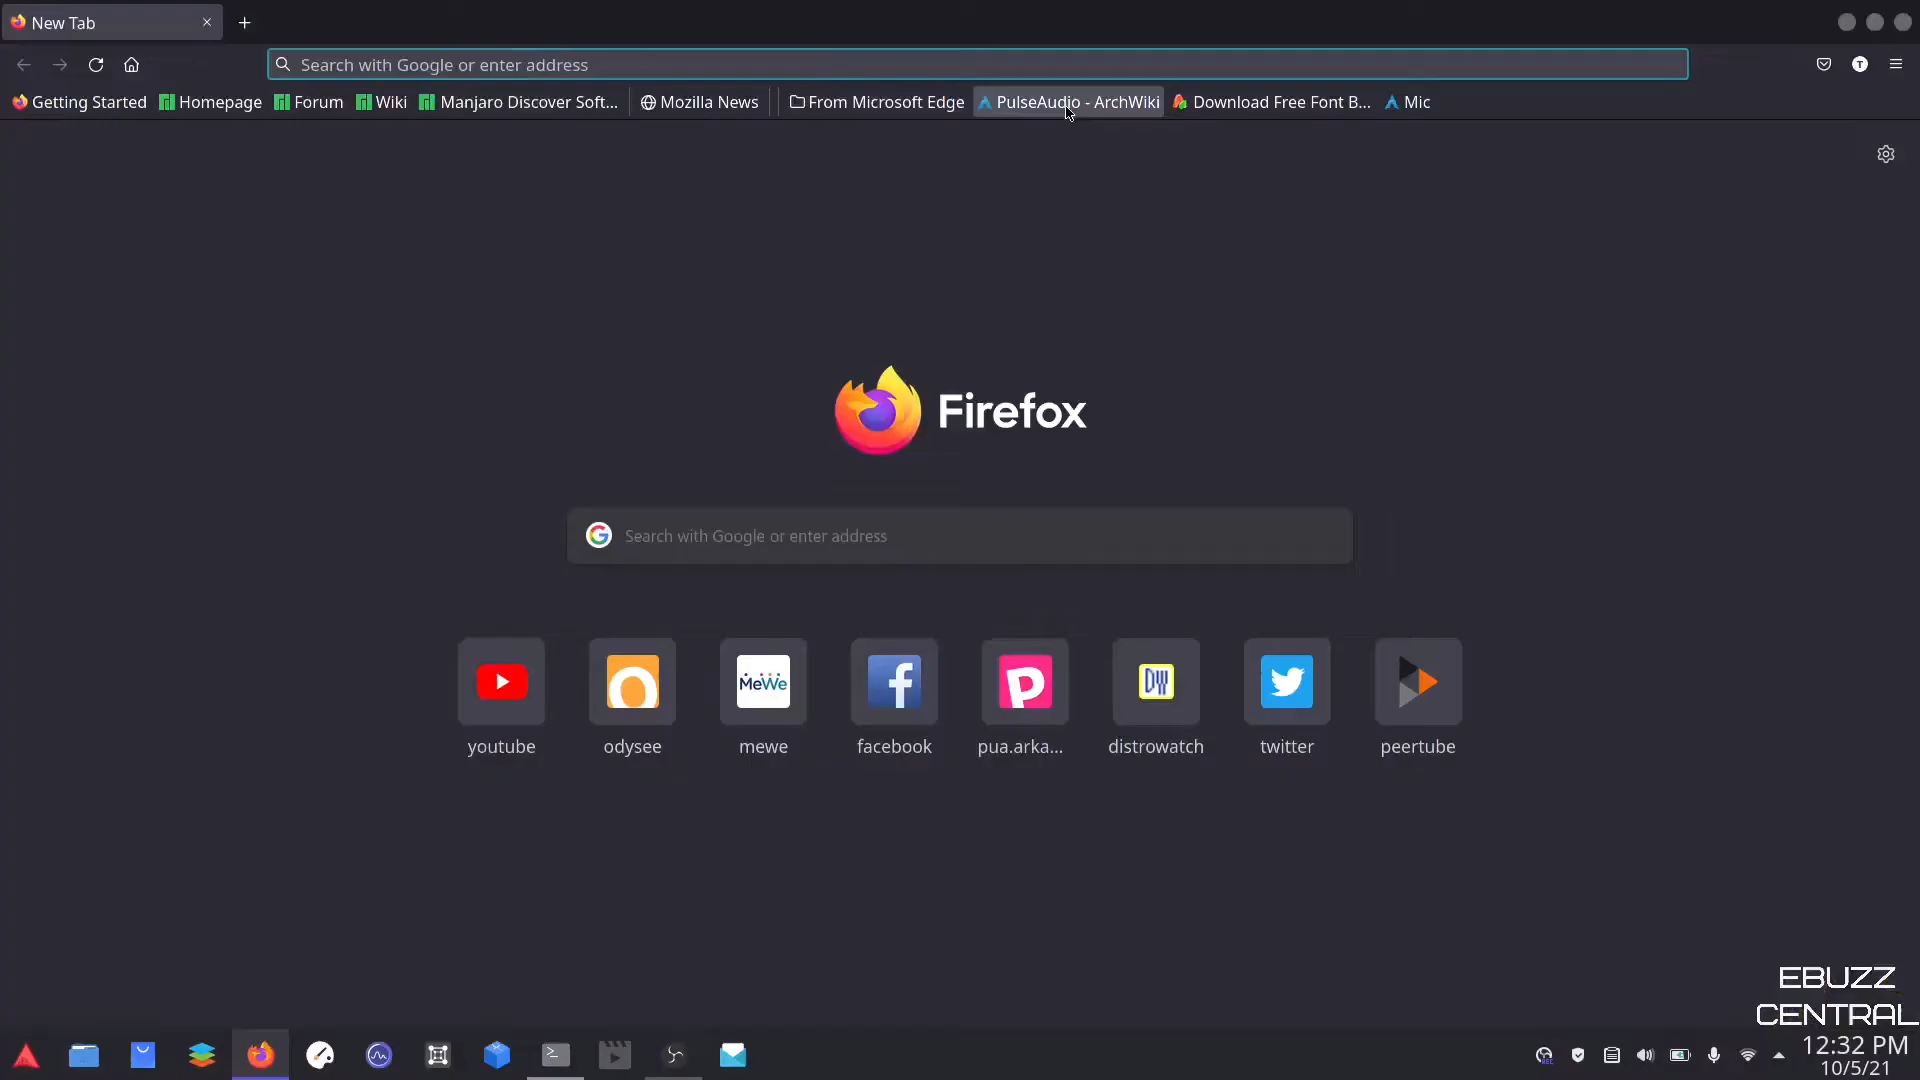 New Tab
Search with Google or enter address
Getting Started
Homepage
Forum
Wiki
Manjaro Discover Soft...
Mozilla News
From Microsoft Edge
PulseAudio - ArchWiki
Download Free Font B...
Mic
Firefox
Search with Google or enter address
MeWe
DW
youtube
odysee
mewe
facebook
pua.arka...
distrowatch
twitter
peertube
EBUZZ
CENTRAL
12:32 PM
10/5/21